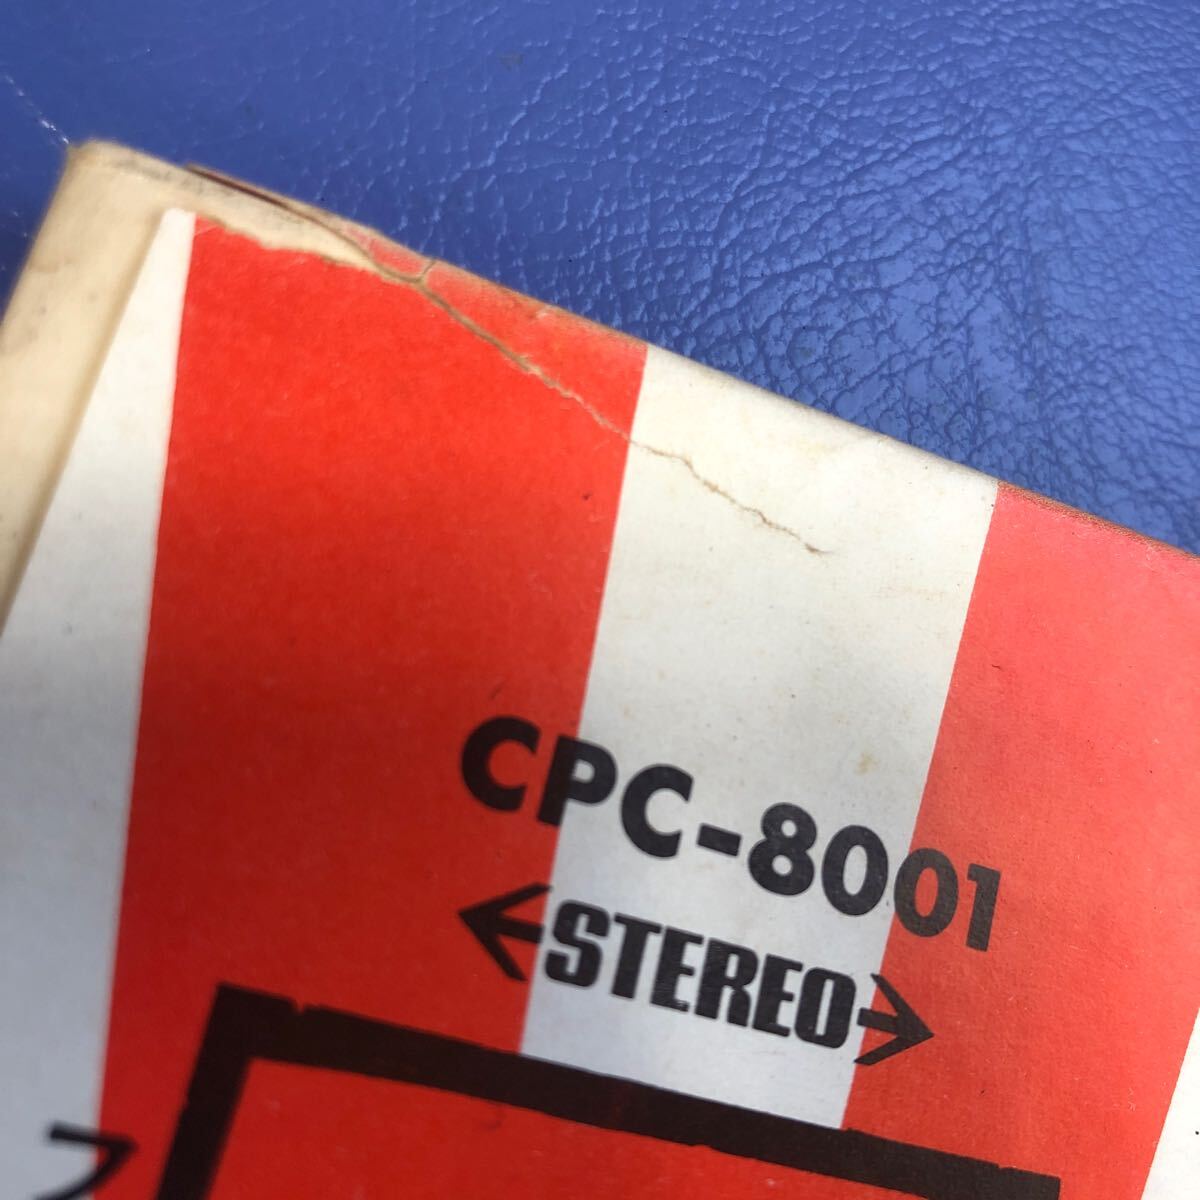 CPC-8001
←STEREO→